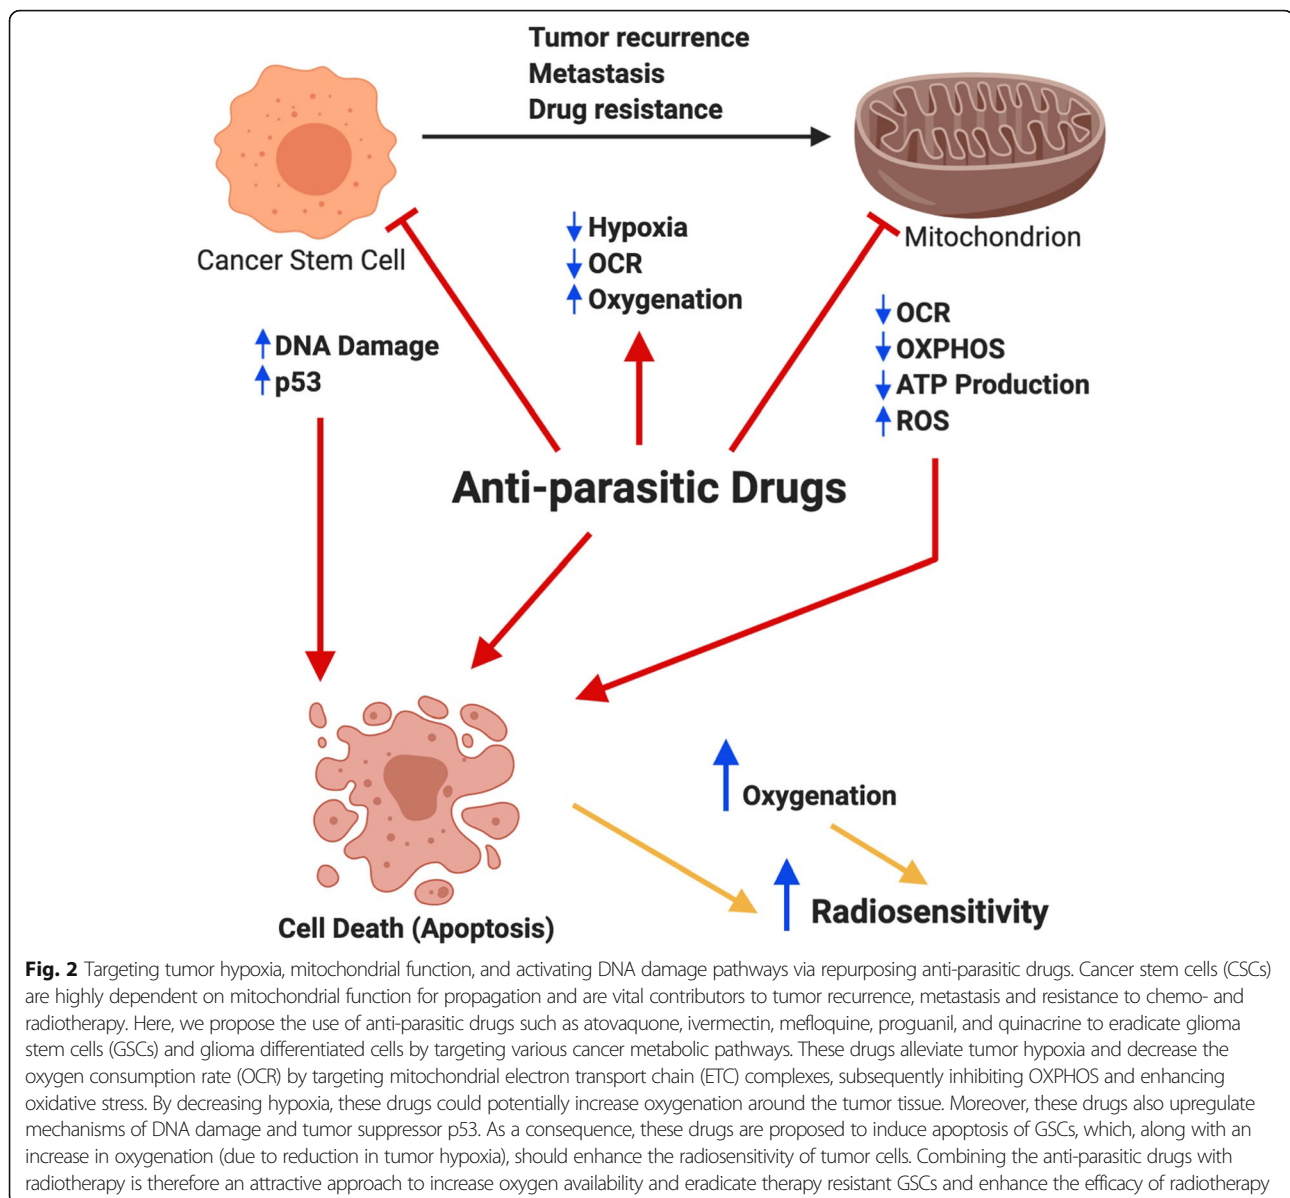 Tumor recurrence
Metastasis
Drug resistance
Cancer Stem Cell
Mitochondrion
↓ Hypoxia
↓ OCR
↑ Oxygenation
↑ DNA Damage
↑ p53
↓ OCR
↓ OXPHOS
↓ ATP Production
↑ ROS
Anti-parasitic Drugs
↑ Oxygenation
↑ Radiosensitivity
Cell Death (Apoptosis)
Fig. 2 Targeting tumor hypoxia, mitochondrial function, and activating DNA damage pathways via repurposing anti-parasitic drugs. Cancer stem cells (CSCs)
are highly dependent on mitochondrial function for propagation and are vital contributors to tumor recurrence, metastasis and resistance to chemo- and
radiotherapy. Here, we propose the use of anti-parasitic drugs such as atovaquone, ivermectin, mefloquine, proguanil, and quinacrine to eradicate glioma
stem cells (GSCs) and glioma differentiated cells by targeting various cancer metabolic pathways. These drugs alleviate tumor hypoxia and decrease the
oxygen consumption rate (OCR) by targeting mitochondrial electron transport chain (ETC) complexes, subsequently inhibiting OXPHOS and enhancing
oxidative stress. By decreasing hypoxia, these drugs could potentially increase oxygenation around the tumor tissue. Moreover, these drugs also upregulate
mechanisms of DNA damage and tumor suppressor p53. As a consequence, these drugs are proposed to induce apoptosis of GSCs, which, along with an
increase in oxygenation (due to reduction in tumor hypoxia), should enhance the radiosensitivity of tumor cells. Combining the anti-parasitic drugs with
radiotherapy is therefore an attractive approach to increase oxygen availability and eradicate therapy resistant GSCs and enhance the efficacy of radiotherapy